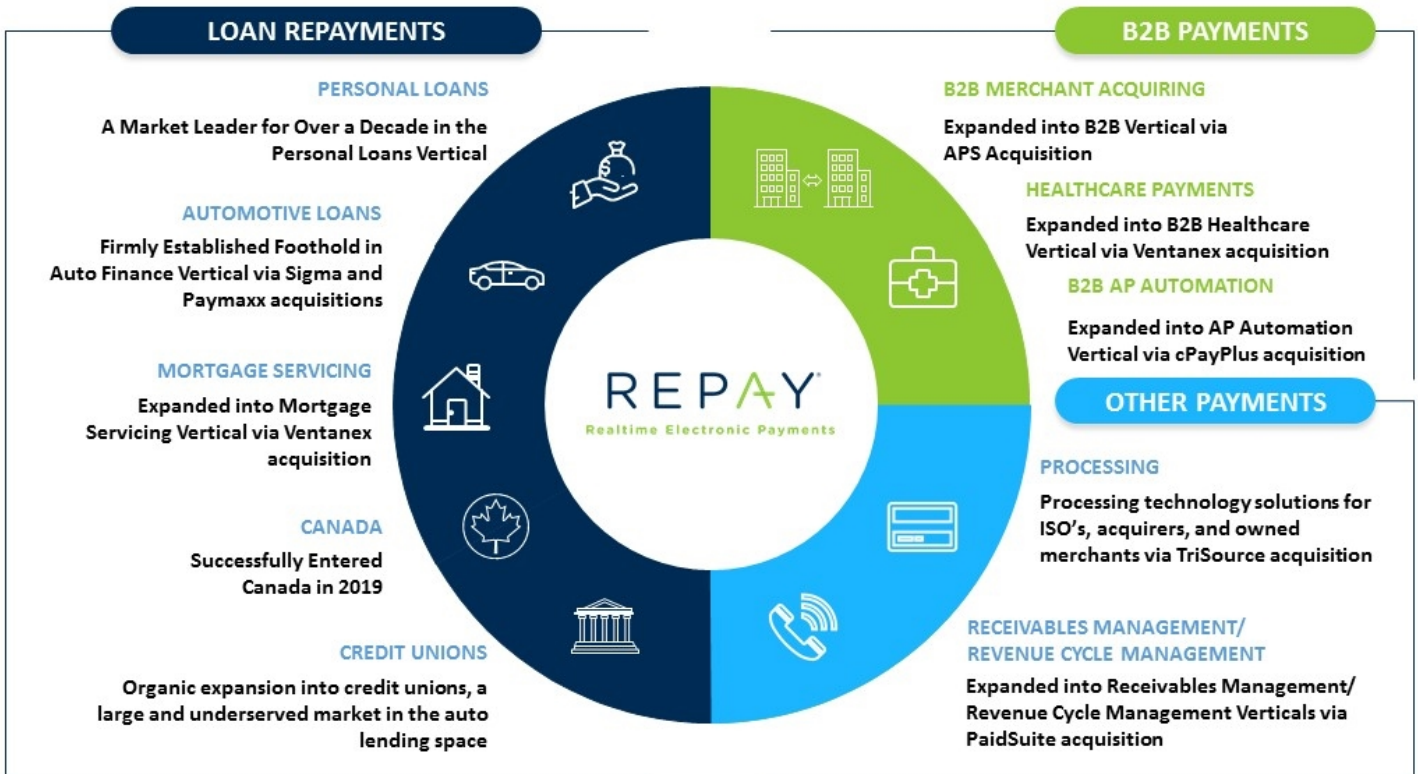 LOAN REPAYMENTS
PERSONAL LOANS
A Market Leader for Over a Decade in the
Personal Loans Vertical
AUTOMOTIVE LOANS
Firmly Established Foothold in
Auto Finance Vertical via Sigma and
Paymaxx acquisitions
MORTGAGE SERVICING
Expanded into Mortgage
Servicing Vertical via Ventanex
acquisition
CANADA
Successfully Entered
Canada in 2019
CREDIT UNIONS
Organic expansion into credit unions, a
large and underserved market in the auto
lending space
REPAY
Realtime Electronic Payments
B2B PAYMENTS
B2B MERCHANT ACQUIRING
Expanded into B2B Vertical via
APS Acquisition
HEALTHCARE PAYMENTS
Expanded into B2B Healthcare
Vertical via Ventanex acquisition
B2B AP AUTOMATION
Expanded into AP Automation
Vertical via cPayPlus acquisition
OTHER PAYMENTS
PROCESSING
Processing technology solutions for
ISO's, acquirers, and owned
merchants via TriSource acquisition
RECEIVABLES MANAGEMENT/
REVENUE CYCLE MANAGEMENT
Expanded into Receivables Management/
Revenue Cycle Management Verticals via
PaidSuite acquisition